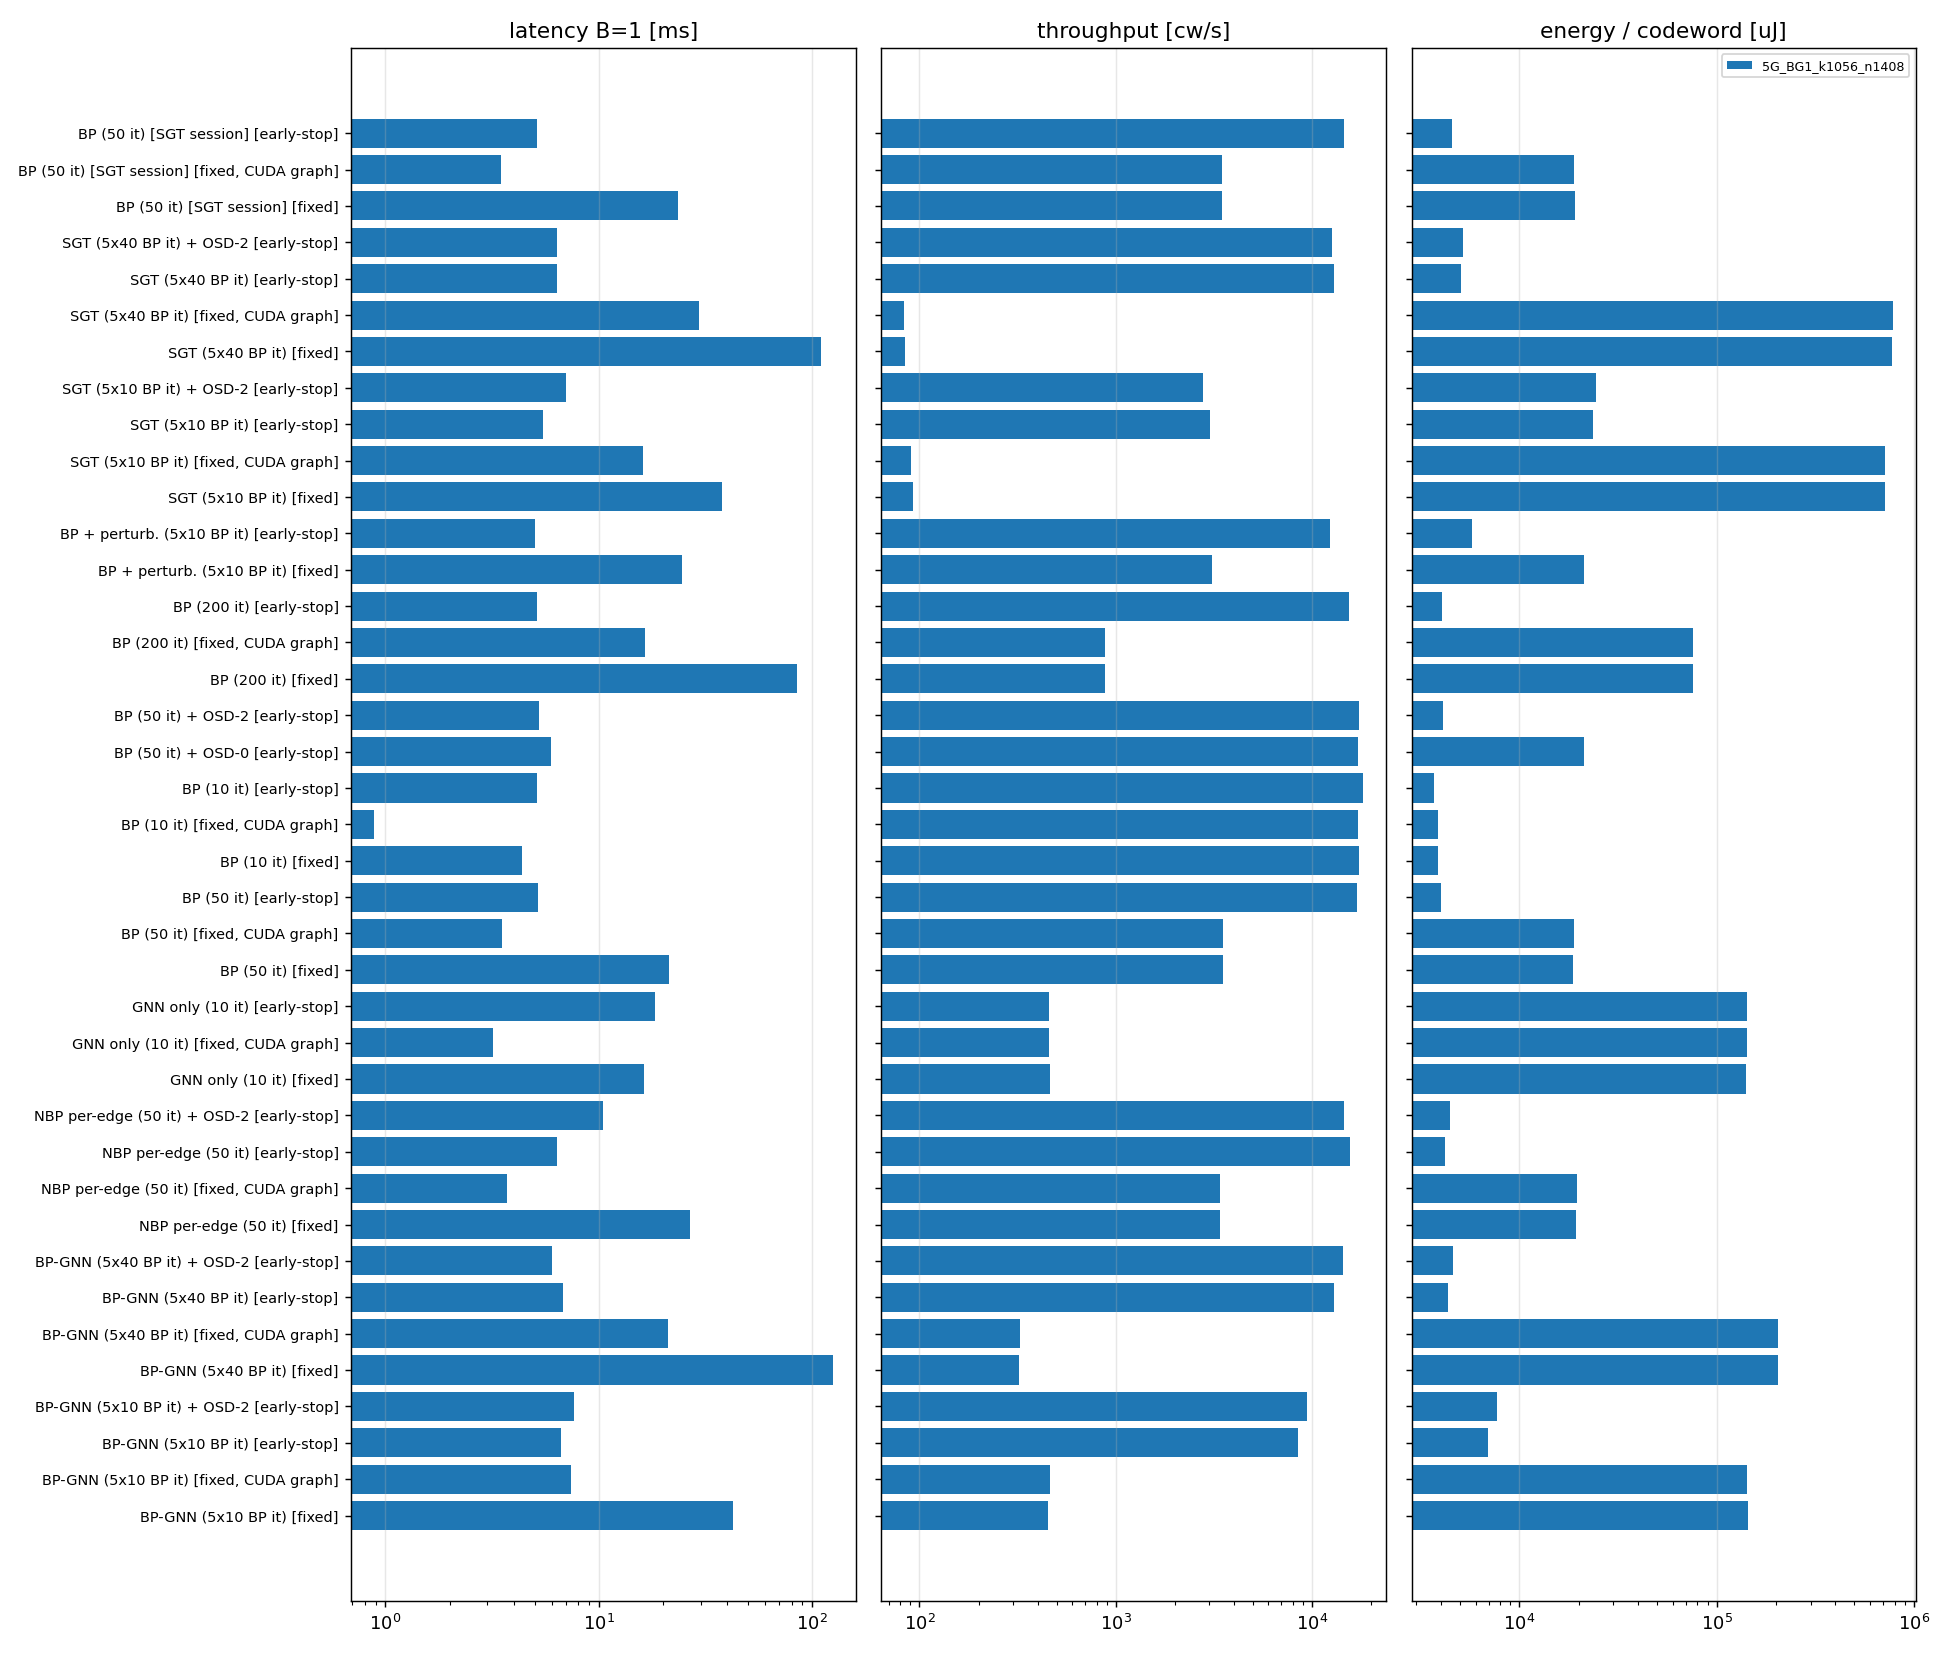 latency B=1 [ms]
throughput [cw/s]
energy / codeword [uJ]
5G_BG1_k1056_n1408
BP (50 it) [SGT session] [early-stop]
BP (50 it) [SGT session] [fixed, CUDA graph]
BP (50 it) [SGT session] [fixed]
SGT (5x40 BP it) + OSD-2 [early-stop]
SGT (5x40 BP it) [early-stop]
SGT (5x40 BP it) [fixed, CUDA graph]
SGT (5x40 BP it) [fixed]
SGT (5x10 BP it) + OSD-2 [early-stop]
SGT (5x10 BP it) [early-stop]
SGT (5x10 BP it) [fixed, CUDA graph]
SGT (5x10 BP it) [fixed]
BP + perturb. (5x10 BP it) [early-stop]
BP + perturb. (5x10 BP it) [fixed]
BP (200 it) [early-stop]
BP (200 it) [fixed, CUDA graph]
BP (200 it) [fixed]
BP (50 it) + OSD-2 [early-stop]
BP (50 it) + OSD-0 [early-stop]
BP (10 it) [early-stop]
BP (10 it) [fixed, CUDA graph]
BP (10 it) [fixed]
BP (50 it) [early-stop]
BP (50 it) [fixed, CUDA graph]
BP (50 it) [fixed]
GNN only (10 it) [early-stop]
GNN only (10 it) [fixed, CUDA graph]
GNN only (10 it) [fixed]
NBP per-edge (50 it) + OSD-2 [early-stop]
NBP per-edge (50 it) [early-stop]
NBP per-edge (50 it) [fixed, CUDA graph]
NBP per-edge (50 it) [fixed]
BP-GNN (5x40 BP it) + OSD-2 [early-stop]
BP-GNN (5x40 BP it) [early-stop]
BP-GNN (5x40 BP it) [fixed, CUDA graph]
BP-GNN (5x40 BP it) [fixed]
BP-GNN (5x10 BP it) + OSD-2 [early-stop]
BP-GNN (5x10 BP it) [early-stop]
BP-GNN (5x10 BP it) [fixed, CUDA graph]
BP-GNN (5x10 BP it) [fixed]
10⁰ 10¹ 10²
10² 10³ 10⁴
10⁴ 10⁵ 10⁶